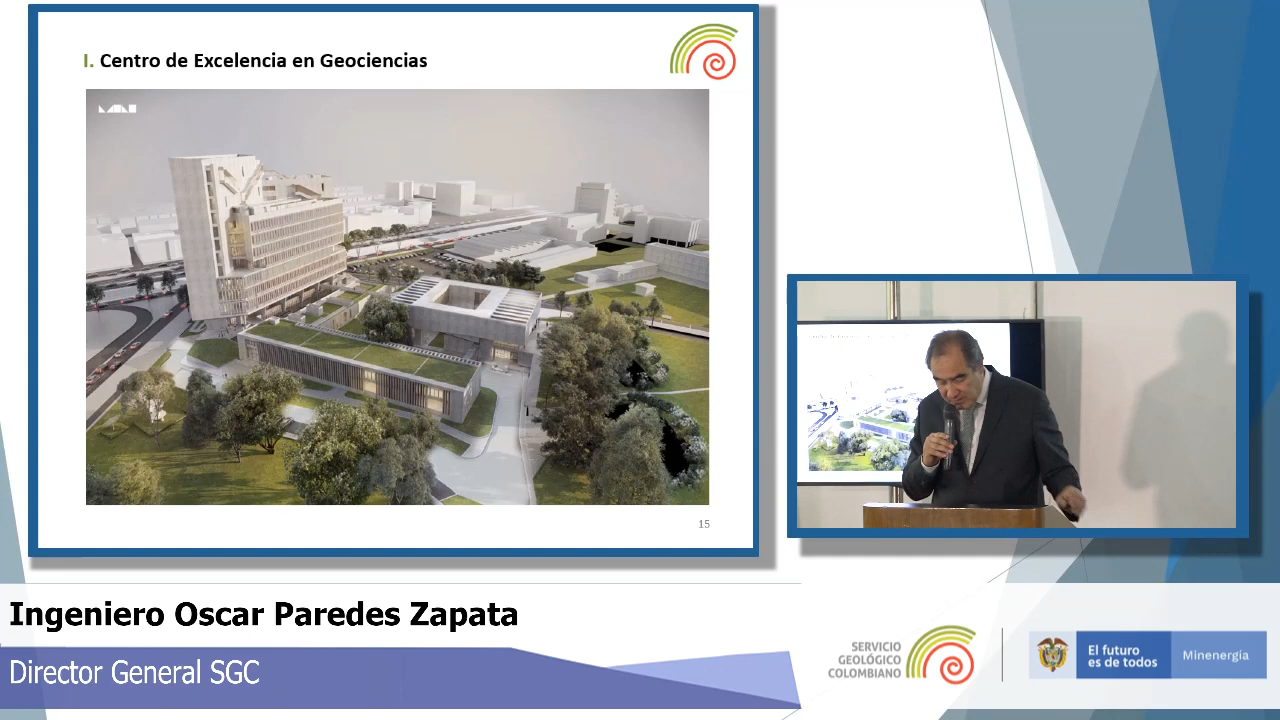 I. Centro de Excelencia en Geociencias
15
Ingeniero Oscar Paredes Zapata
Director General SGC
SERVICIO
GEOLÓGICO
COLOMBIANO
El futuro
es de todos
Minenergía